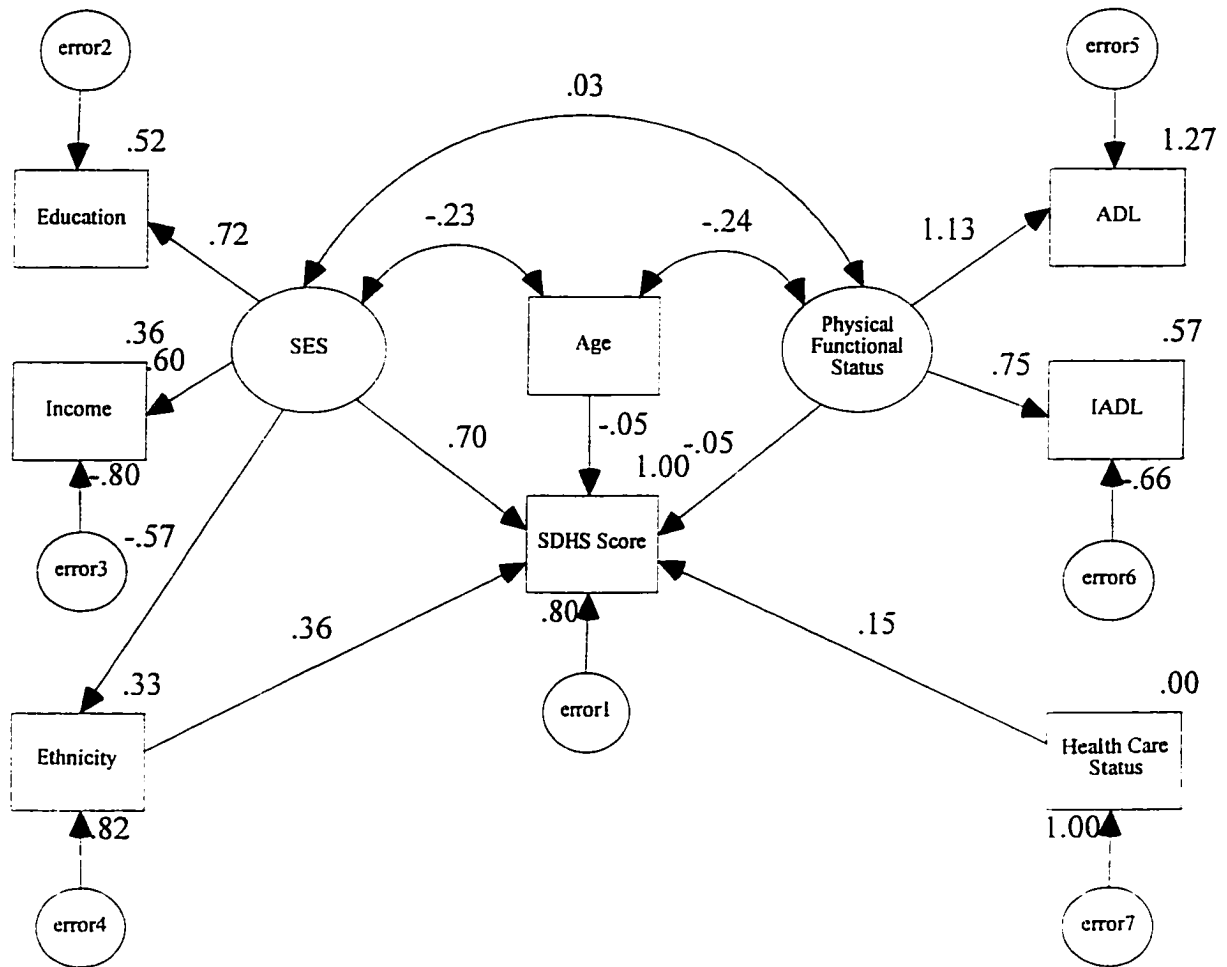 error2
error5
.03
.52
1.27
Education
ADL
-.23
-.24
.72
1.13
SES
Age
Physical
Functional
Status
.36
.60
.57
.75
Income
IADL
-.80
.70
-.05
-.05
1.00
-.66
error3
-.57
SDHS Score
error6
.80
.36
.15
.33
error1
.00
Ethnicity
Health Care
Status
.82
1.00
error4
error7